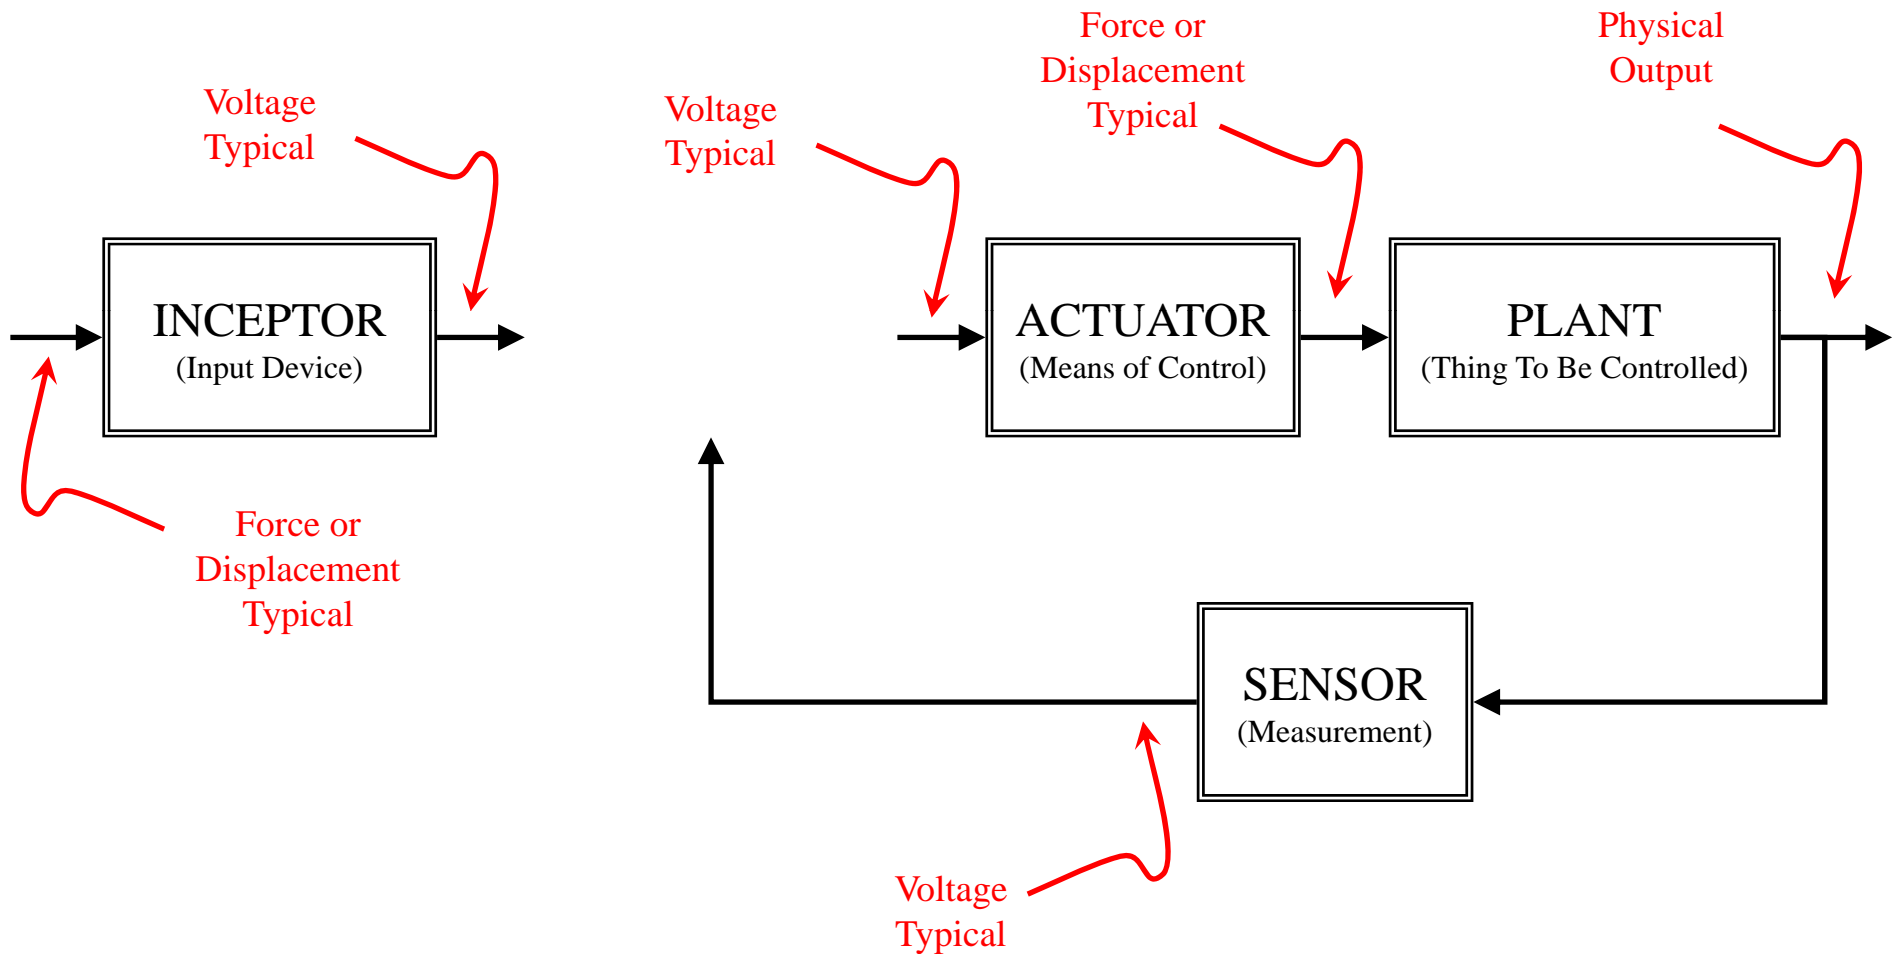 Force or
Displacement
Typical
Physical
Output
Voltage
Typical
Voltage
Typical
INCEPTOR
(Input Device)
ACTUATOR
(Means of Control)
PLANT
(Thing To Be Controlled)
Force or
Displacement
Typical
SENSOR
(Measurement)
Voltage
Typical